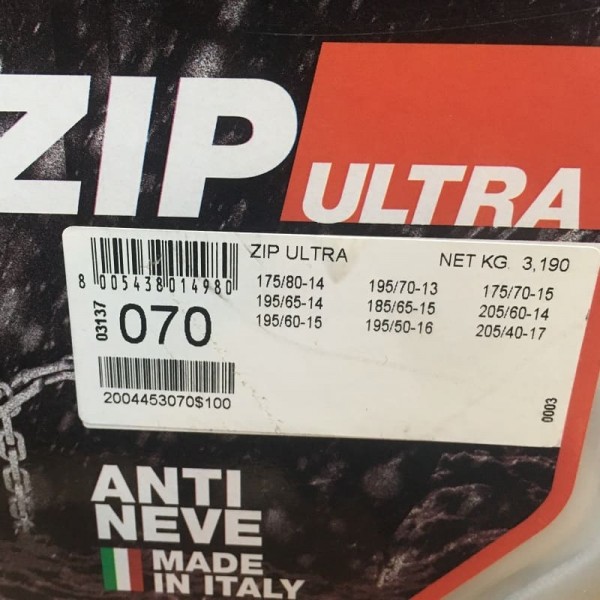 ZIP
ULTRA
ZIP ULTRA NET KG. 3,190
8 005438 014980
175/80-14 195/70-13 175/70-15
195/65-14 185/65-15 205/60-14
195/60-15 195/50-16 205/40-17
03137
070
2004453070$100
0003
ANTI
NEVE
MADE
IN ITALY